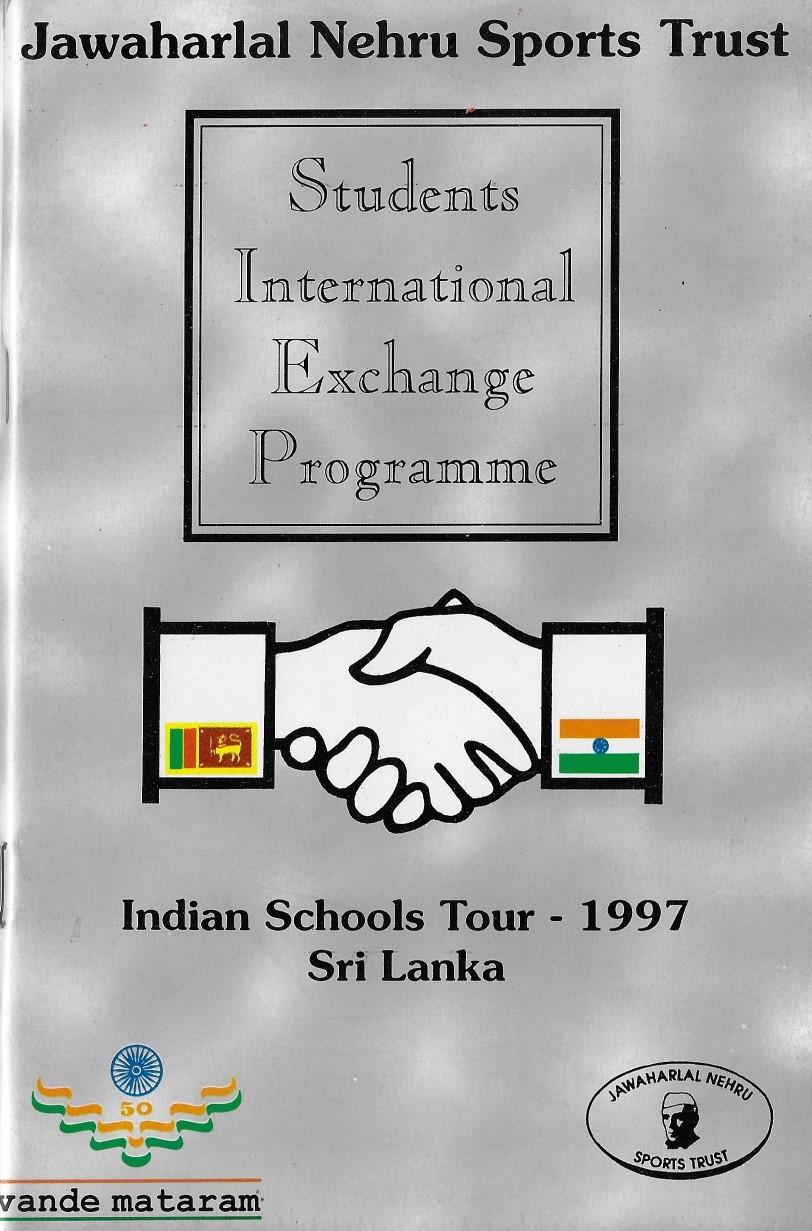 Jawaharlal Nehru Sports Trust
Students
International
Exchange
Programme
Indian Schools Tour - 1997
Sri Lanka
50
vande mataram
JAWAHARLAL NEHRU
SPORTS TRUST